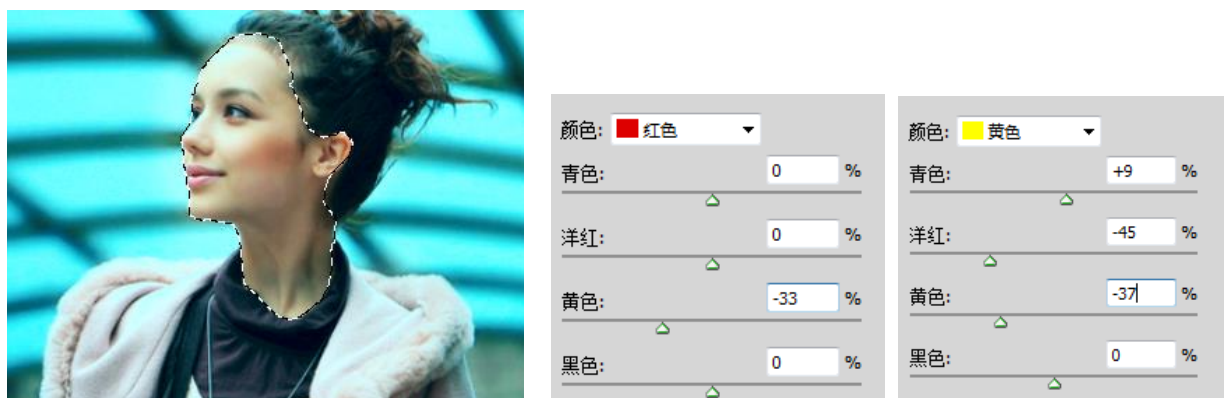 颜色: 红色
青色: 0 %
洋红: 0 %
黄色: -33 %
黑色: 0 %
颜色: 黄色
青色: +9 %
洋红: -45 %
黄色: -37 %
黑色: 0 %